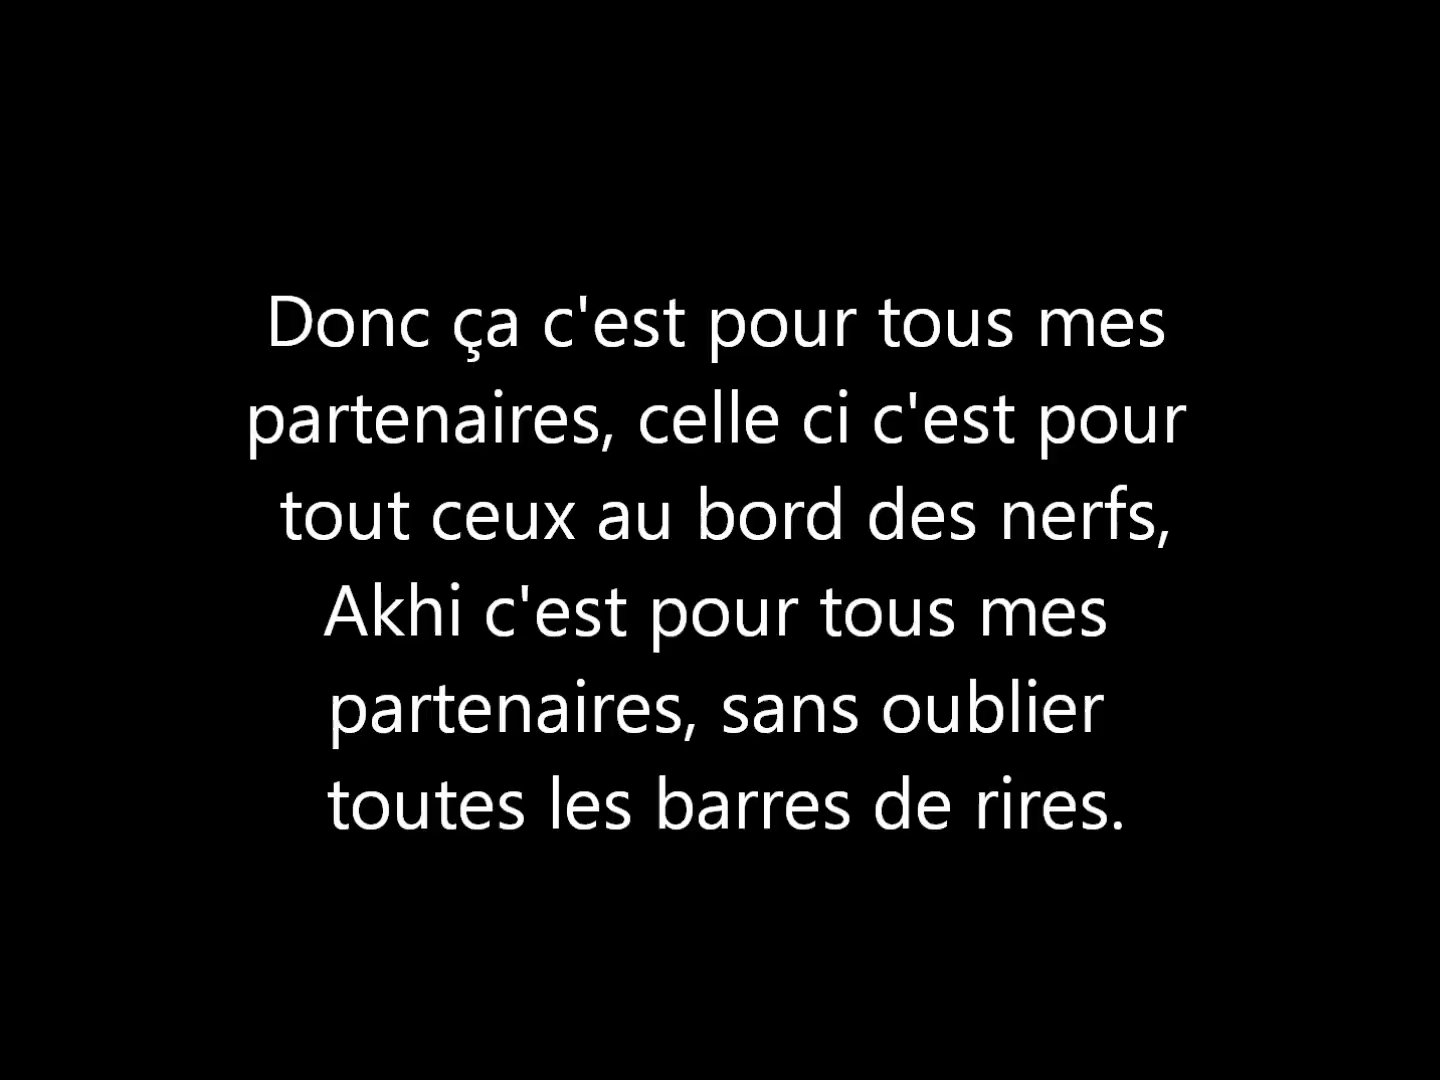 Donc ça c'est pour tous mes
partenaires, celle ci c'est pour
tout ceux au bord des nerfs,
Akhi c'est pour tous mes
partenaires, sans oublier
toutes les barres de rires.